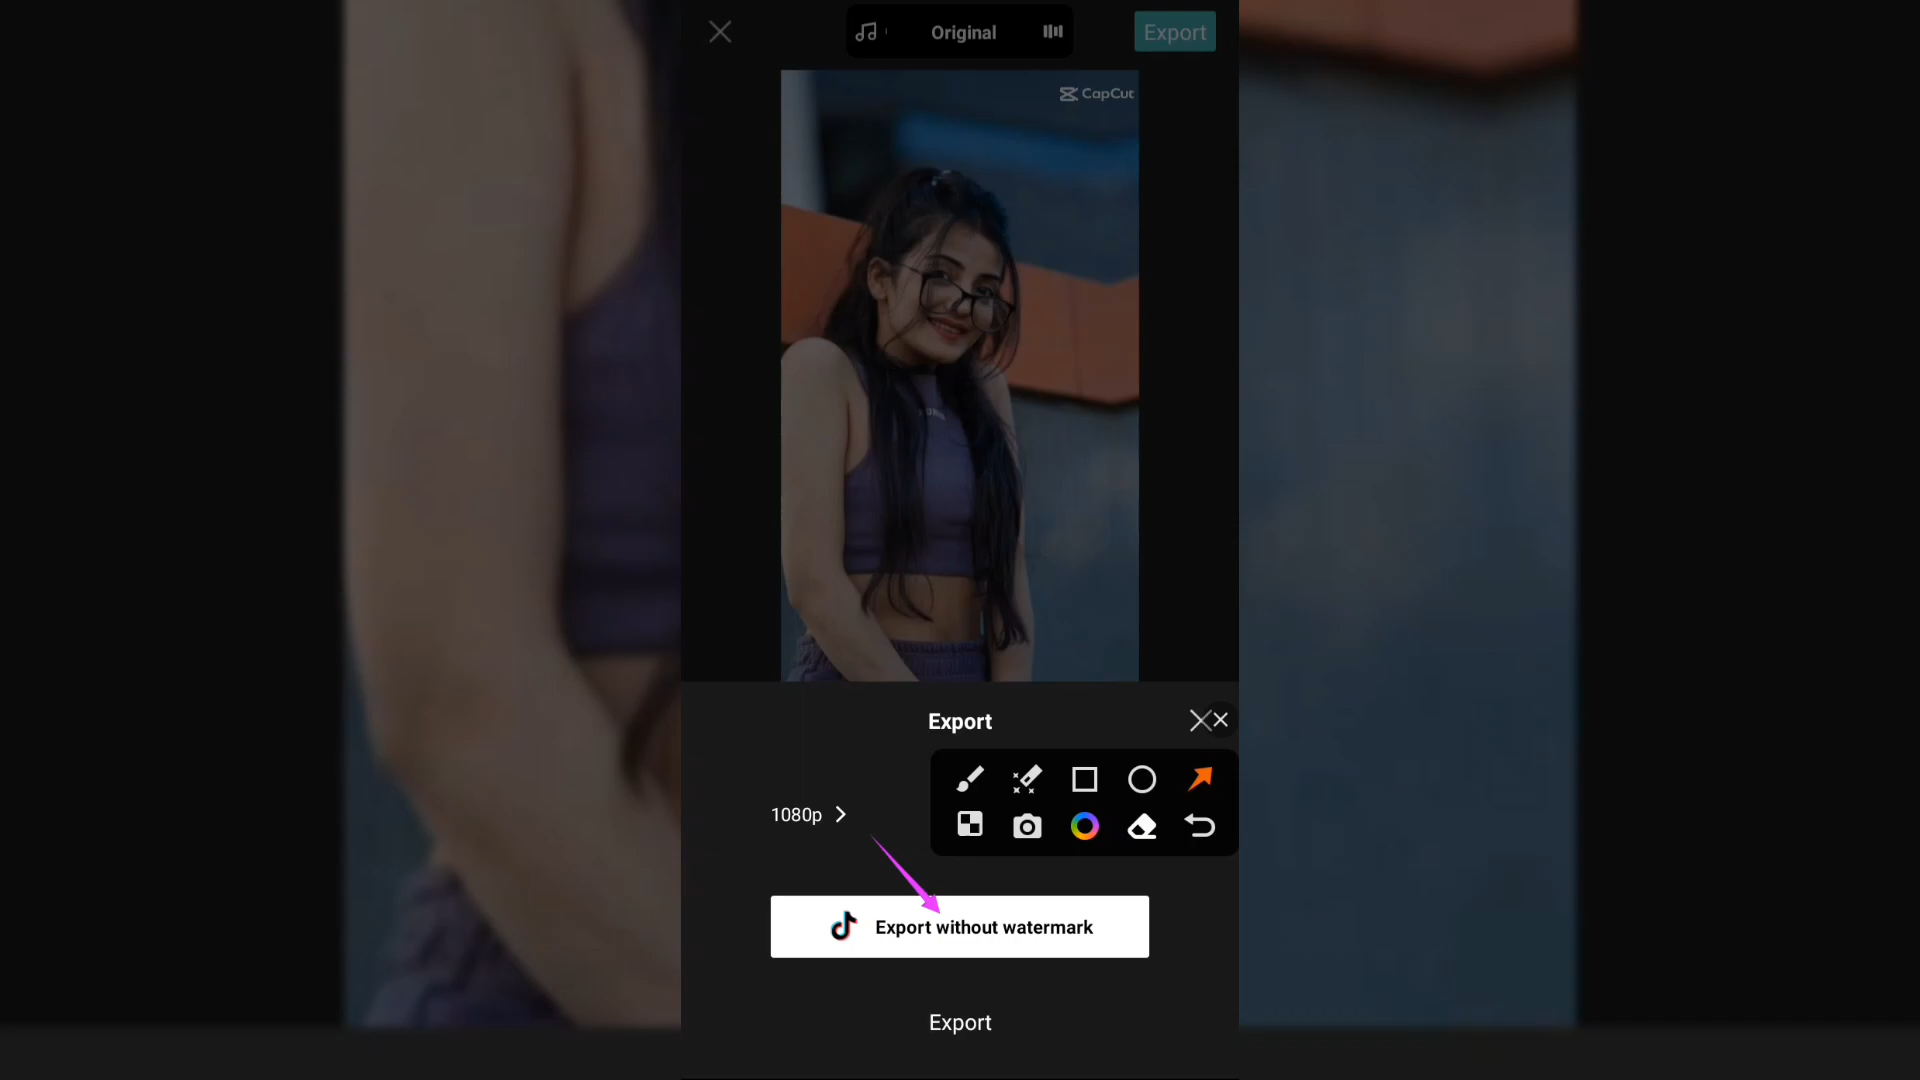 Original
Export
CapCut
Export
1080p
Export without watermark
Export